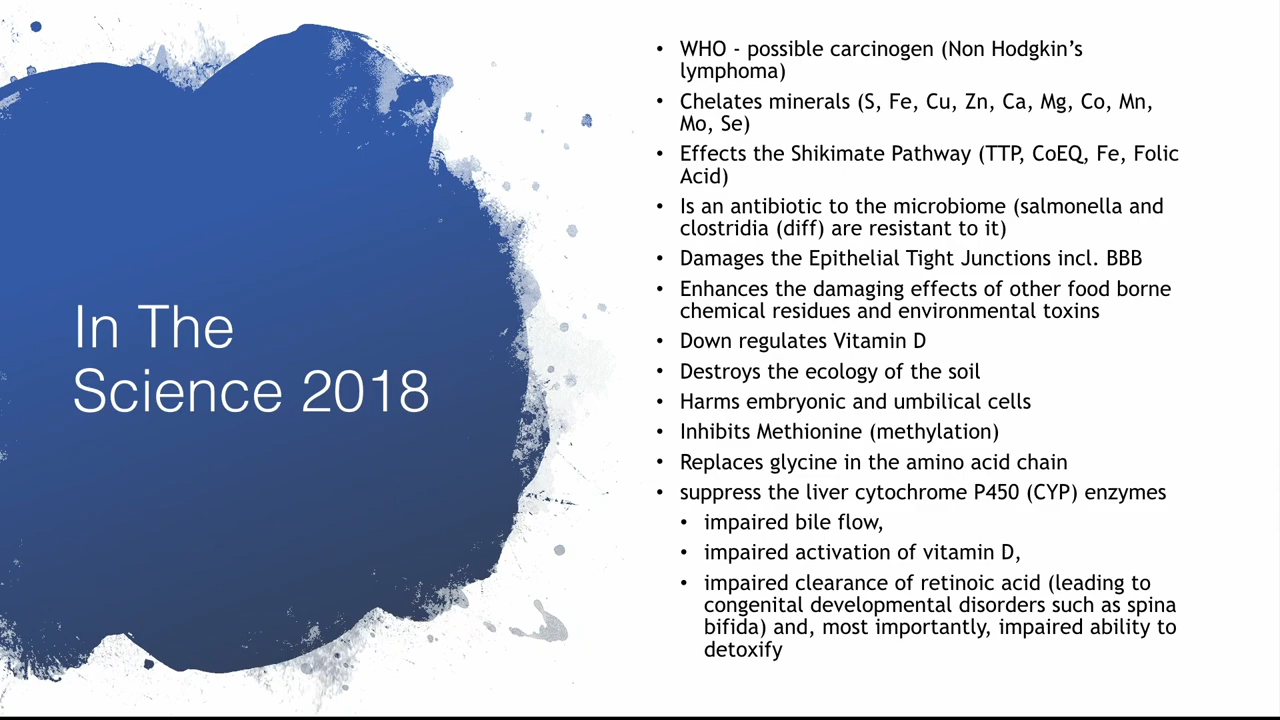 In The
Science 2018
• WHO - possible carcinogen (Non Hodgkin’s
lymphoma)
• Chelates minerals (S, Fe, Cu, Zn, Ca, Mg, Co, Mn,
Mo, Se)
• Effects the Shikimate Pathway (TTP, CoEQ, Fe, Folic
Acid)
• Is an antibiotic to the microbiome (salmonella and
clostridia (diff) are resistant to it)
• Damages the Epithelial Tight Junctions incl. BBB
• Enhances the damaging effects of other food borne
chemical residues and environmental toxins
• Down regulates Vitamin D
• Destroys the ecology of the soil
• Harms embryonic and umbilical cells
• Inhibits Methionine (methylation)
• Replaces glycine in the amino acid chain
• suppress the liver cytochrome P450 (CYP) enzymes
• impaired bile flow,
• impaired activation of vitamin D,
• impaired clearance of retinoic acid (leading to
congenital developmental disorders such as spina
bifida) and, most importantly, impaired ability to
detoxify